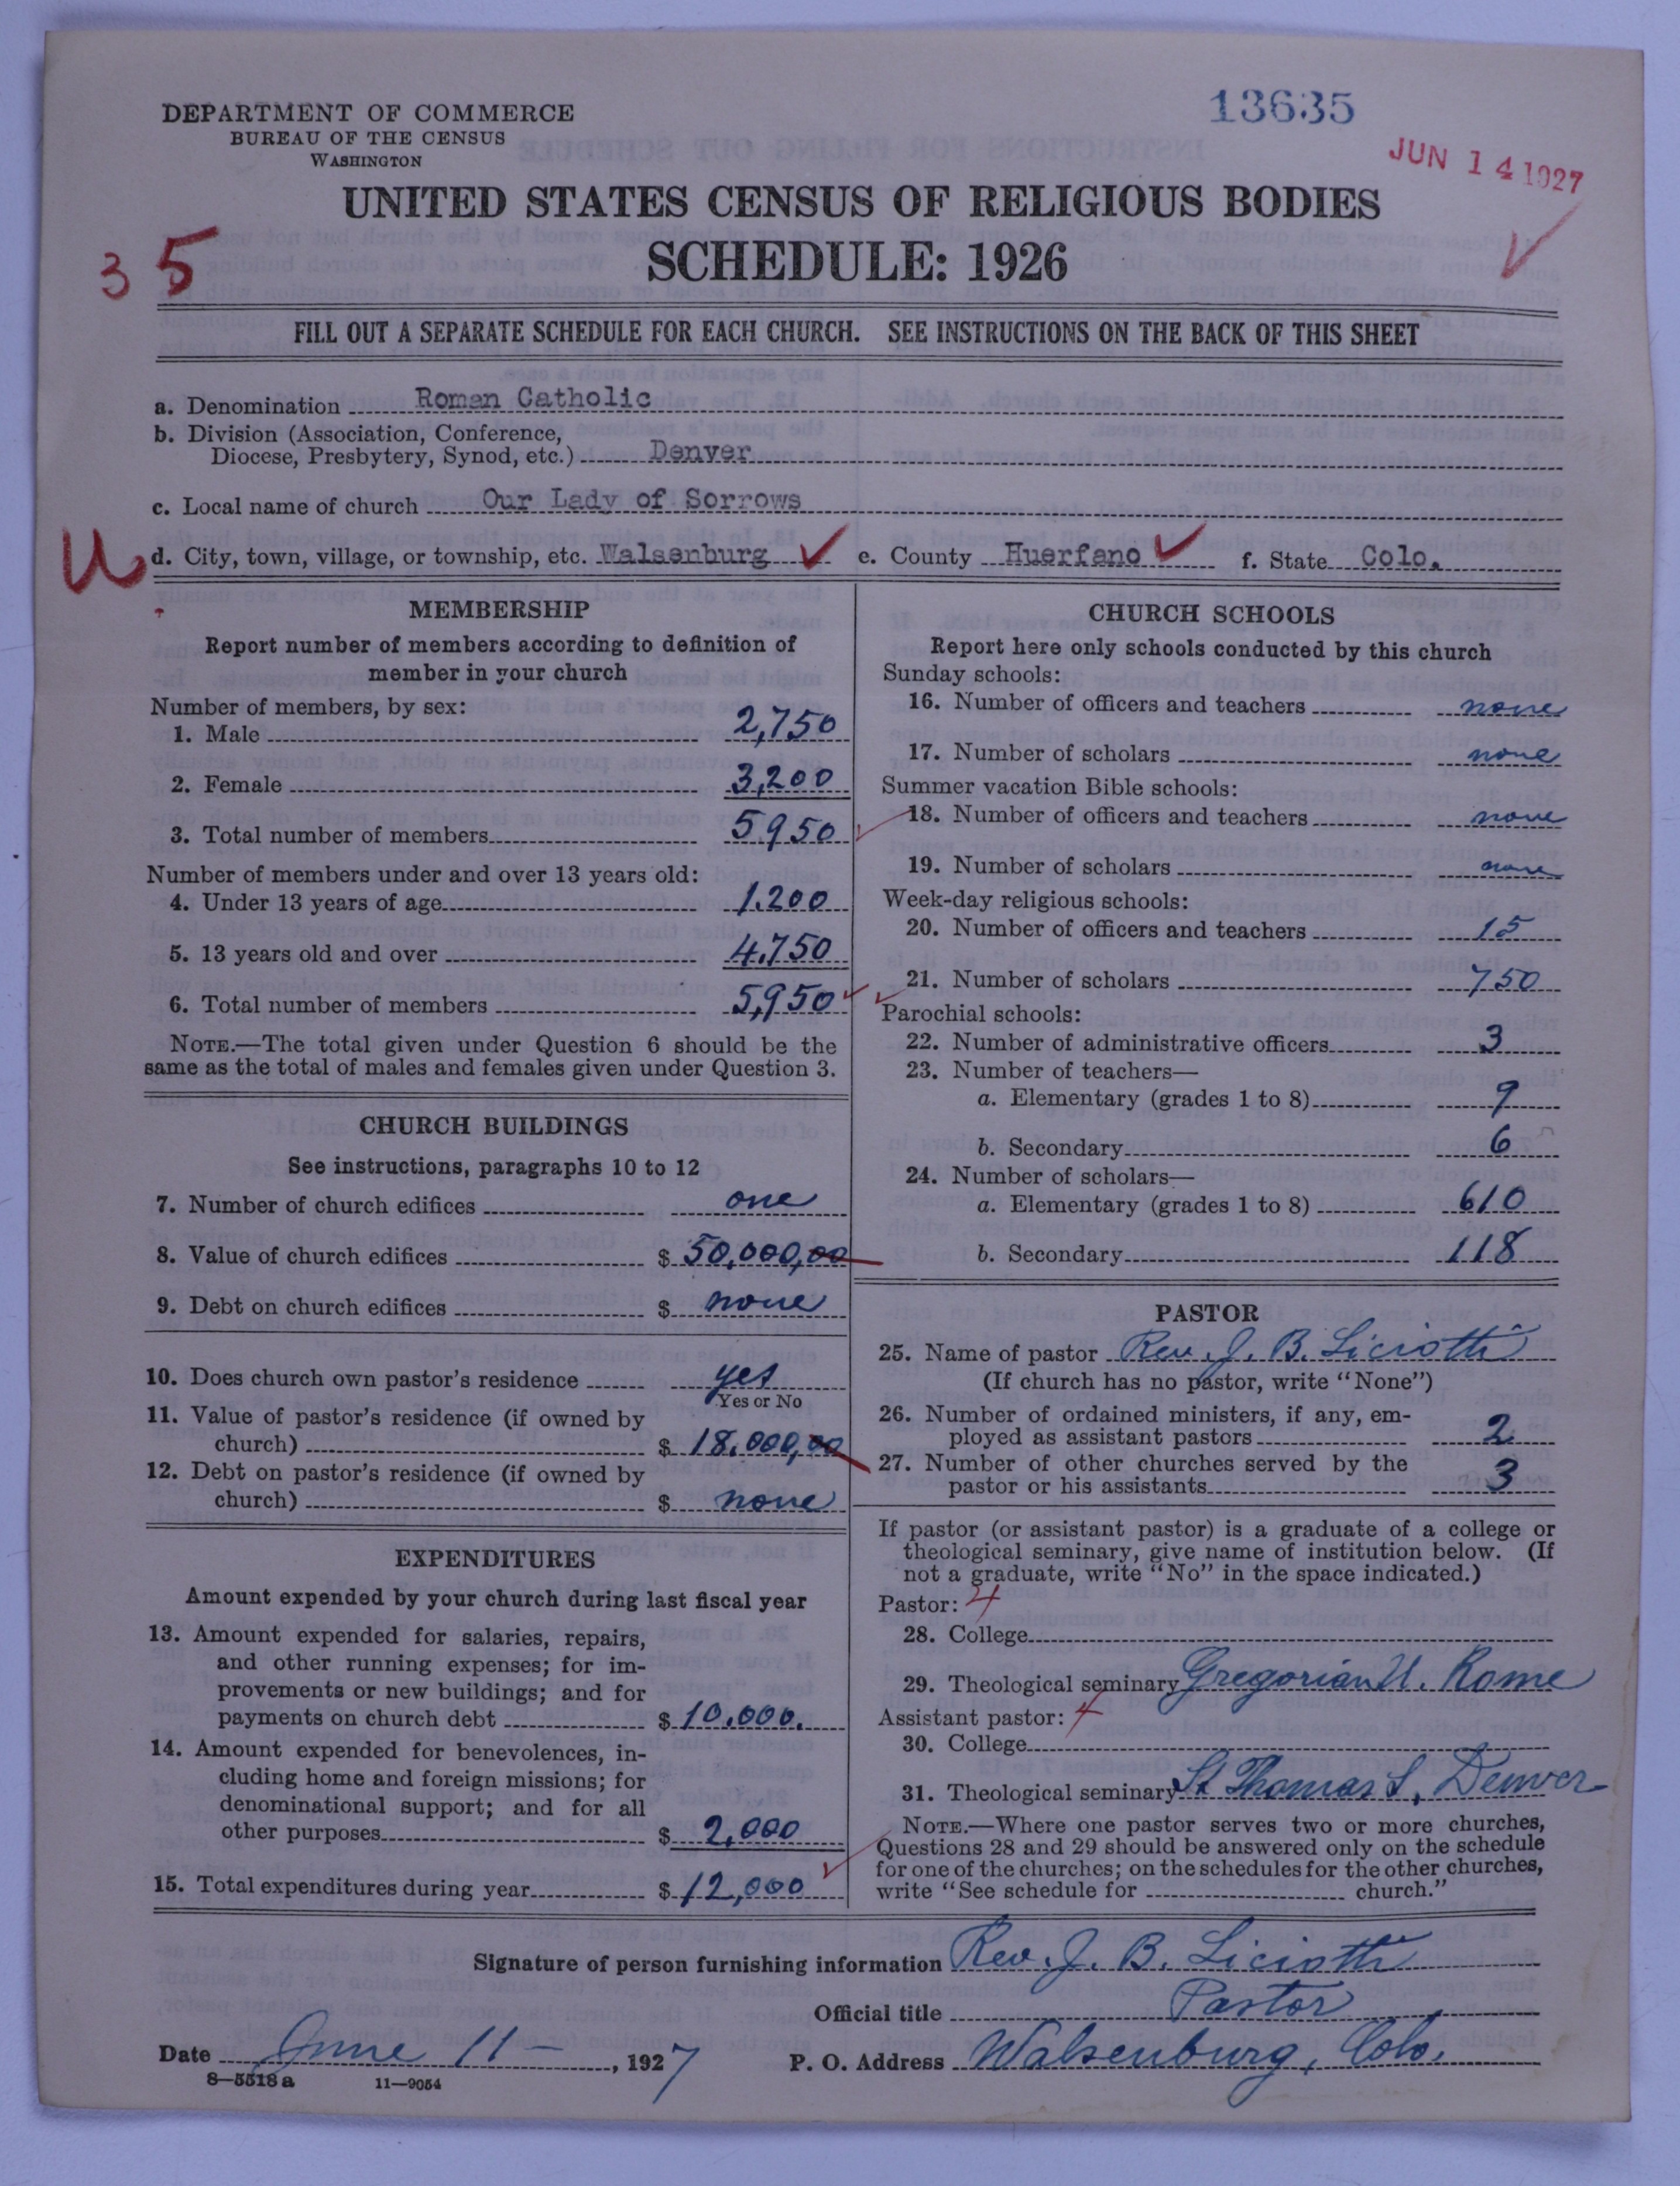 DEPARTMENT OF COMMERCE
BUREAU OF THE CENSUS
WASHINGTON
13635
JUN 14 1927
UNITED STATES CENSUS OF RELIGIOUS BODIES
SCHEDULE: 1926
35
FILL OUT A SEPARATE SCHEDULE FOR EACH CHURCH. SEE INSTRUCTIONS ON THE BACK OF THIS SHEET
a. Denomination Roman Catholic
b. Division (Association, Conference,
Diocese, Presbytery, Synod, etc.) Denver
c. Local name of church Our Lady of Sorrows
d. City, town, village, or township, etc. Walsenburg e. County Huerfano f. State Colo.
MEMBERSHIP
Report number of members according to definition of
member in your church
Number of members, by sex:
1. Male 2,750
2. Female 3,200
3. Total number of members 5950
Number of members under and over 13 years old:
4. Under 13 years of age 1.200
5. 13 years old and over 4.750
6. Total number of members 5,950
NOTE.—The total given under Question 6 should be the
same as the total of males and females given under Question 3.
CHURCH BUILDINGS
See instructions, paragraphs 10 to 12
7. Number of church edifices one
8. Value of church edifices $ 50,000,00
9. Debt on church edifices $ none
10. Does church own pastor's residence yes
Yes or No
11. Value of pastor's residence (if owned by
church) $ 18.000,00
12. Debt on pastor's residence (if owned by
church) $ none
EXPENDITURES
Amount expended by your church during last fiscal year
13. Amount expended for salaries, repairs,
and other running expenses; for im-
provements or new buildings; and for
payments on church debt $ 10.000.
14. Amount expended for benevolences, in-
cluding home and foreign missions; for
denominational support; and for all
other purposes $ 2,000
15. Total expenditures during year $ 12,000
CHURCH SCHOOLS
Report here only schools conducted by this church
Sunday schools:
16. Number of officers and teachers none
17. Number of scholars none
Summer vacation Bible schools:
18. Number of officers and teachers none
19. Number of scholars none
Week-day religious schools:
20. Number of officers and teachers 15
21. Number of scholars 750
Parochial schools:
22. Number of administrative officers 3
23. Number of teachers—
a. Elementary (grades 1 to 8) 9
b. Secondary 6
24. Number of scholars—
a. Elementary (grades 1 to 8) 610
b. Secondary 118
PASTOR
25. Name of pastor Rev. J. B. Liciotti
(If church has no pastor, write "None")
26. Number of ordained ministers, if any, em-
ployed as assistant pastors 2
27. Number of other churches served by the
pastor or his assistants 3
If pastor (or assistant pastor) is a graduate of a college or
theological seminary, give name of institution below. (If
not a graduate, write "No" in the space indicated.)
Pastor: 4
28. College
29. Theological seminary Gregorian U. Rome
Assistant pastor: 4
30. College
31. Theological seminary St Thomas S, Denver
NOTE.—Where one pastor serves two or more churches,
Questions 28 and 29 should be answered only on the schedule
for one of the churches; on the schedules for the other churches,
write "See schedule for church."
Signature of person furnishing information Rev. J. B. Liciotti
Official title Pastor
Date June 11 - , 1927 P. O. Address Walsenburg, Colo.
8—5518a 11—9054